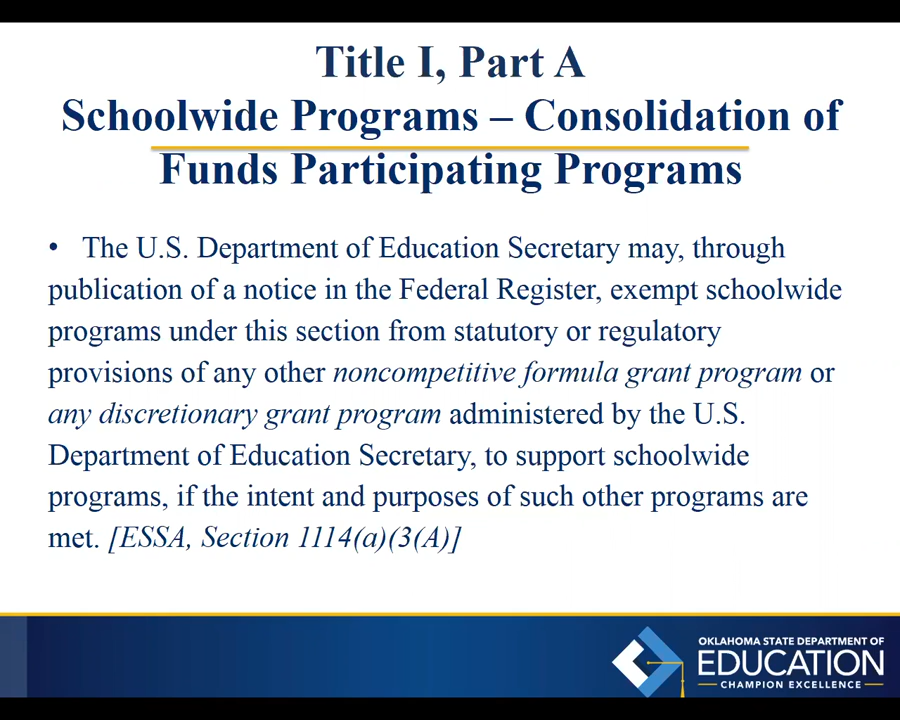 Title I, Part A
Schoolwide Programs – Consolidation of
Funds Participating Programs
• The U.S. Department of Education Secretary may, through
publication of a notice in the Federal Register, exempt schoolwide
programs under this section from statutory or regulatory
provisions of any other noncompetitive formula grant program or
any discretionary grant program administered by the U.S.
Department of Education Secretary, to support schoolwide
programs, if the intent and purposes of such other programs are
met. [ESSA, Section 1114(a)(3(A)]
OKLAHOMA STATE DEPARTMENT OF
EDUCATION
CHAMPION EXCELLENCE